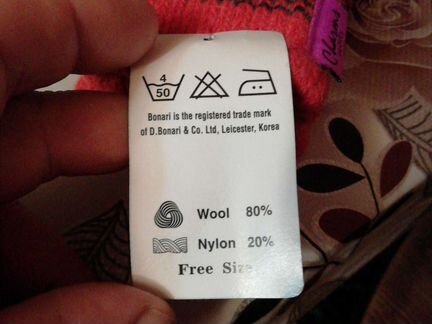 4
50
Bonari is the registered trade mark
of D.Bonari & Co. Ltd, Leicester, Korea
Wool 80%
Nylon 20%
Free Size